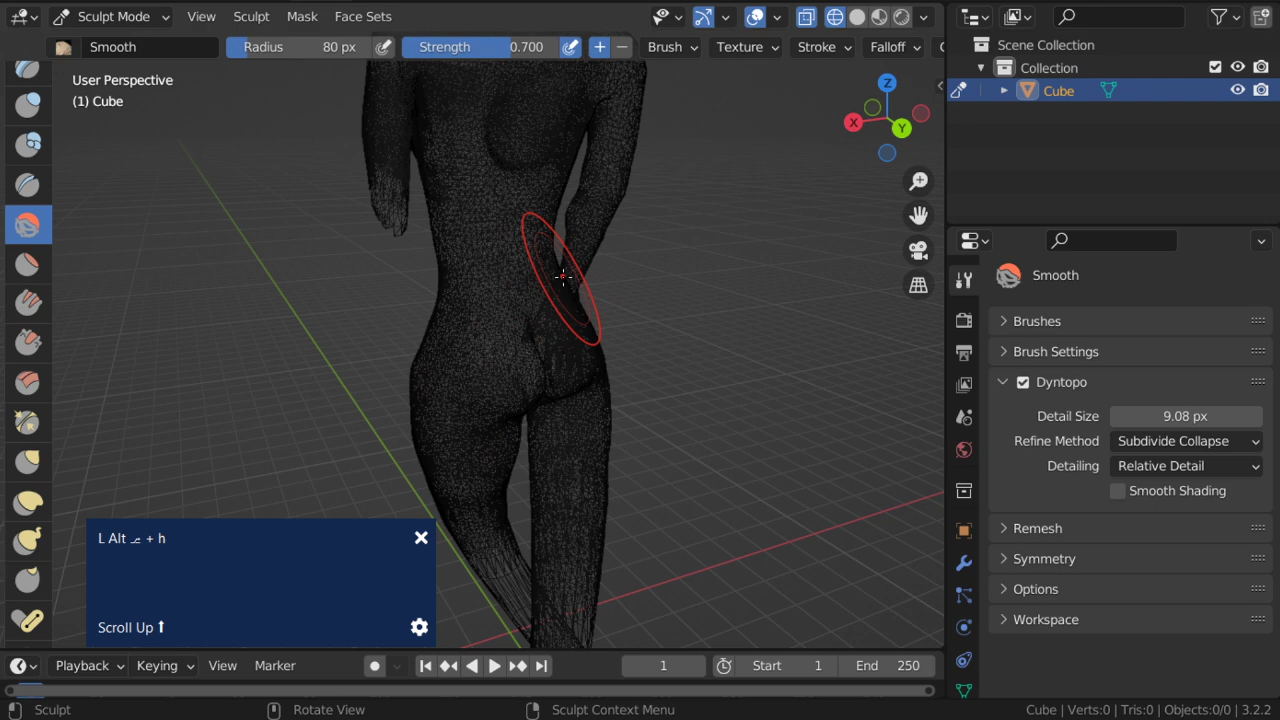 Sculpt Mode View Sculpt Mask Face Sets
Smooth Radius 80 px Strength 0.700 Brush Texture Stroke Falloff
User Perspective
(1) Cube
Z
X
Y
Scene Collection
Collection
Cube
Smooth
Brushes
Brush Settings
Dyntopo
Detail Size 9.08 px
Refine Method Subdivide Collapse
Detailing Relative Detail
Smooth Shading
Remesh
Symmetry
Options
Workspace
L Alt + h
Scroll Up
Playback Keying View Marker 1 Start 1 End 250
Sculpt Rotate View Sculpt Context Menu Cube | Verts:0 | Tris:0 | Objects:0/0 | 3.2.2